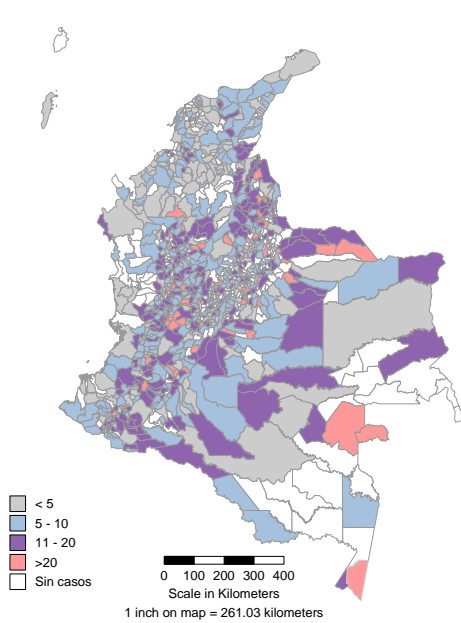 < 5
5 - 10
11 - 20
>20
Sin casos
0 100 200 300 400
Scale in Kilometers
1 inch on map = 261.03 kilometers